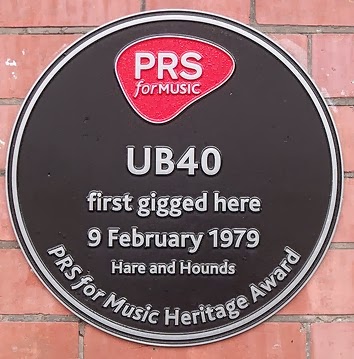 PRS
for MUSIC
UB40
first gigged here
9 February 1979
Hare and Hounds
PRS for Music Heritage Award